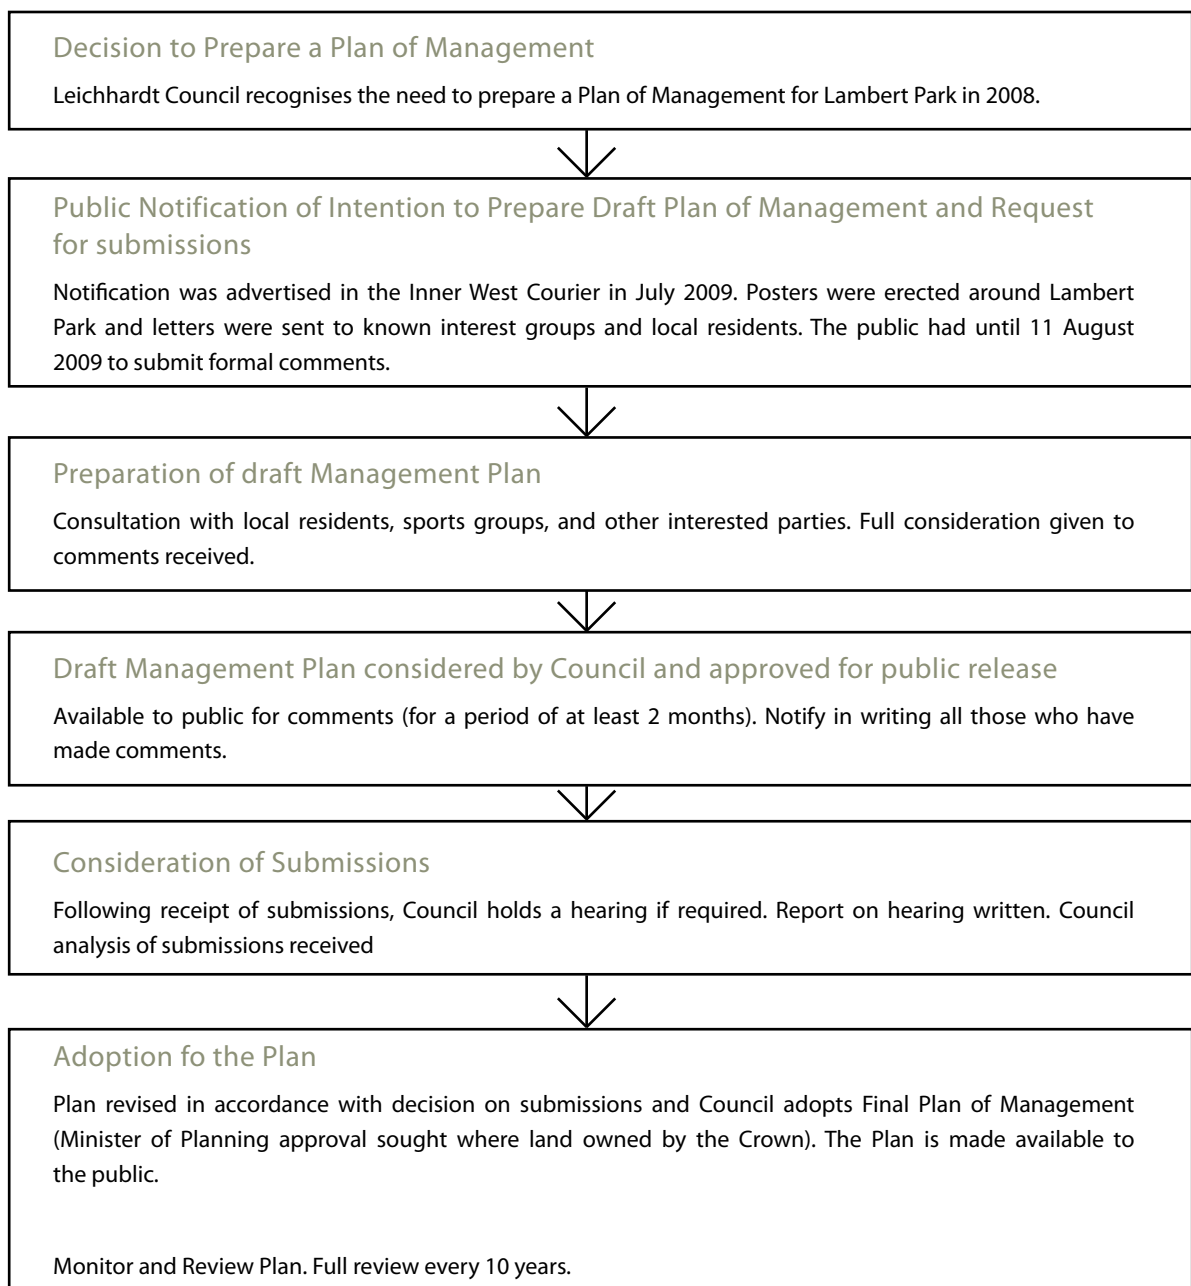 Decision to Prepare a Plan of Management
Leichhardt Council recognises the need to prepare a Plan of Management for Lambert Park in 2008.
Public Notification of Intention to Prepare Draft Plan of Management and Request
for submissions
Notification was advertised in the Inner West Courier in July 2009. Posters were erected around Lambert
Park and letters were sent to known interest groups and local residents. The public had until 11 August
2009 to submit formal comments.
Preparation of draft Management Plan
Consultation with local residents, sports groups, and other interested parties. Full consideration given to
comments received.
Draft Management Plan considered by Council and approved for public release
Available to public for comments (for a period of at least 2 months). Notify in writing all those who have
made comments.
Consideration of Submissions
Following receipt of submissions, Council holds a hearing if required. Report on hearing written. Council
analysis of submissions received
Adoption fo the Plan
Plan revised in accordance with decision on submissions and Council adopts Final Plan of Management
(Minister of Planning approval sought where land owned by the Crown). The Plan is made available to
the public.
Monitor and Review Plan. Full review every 10 years.